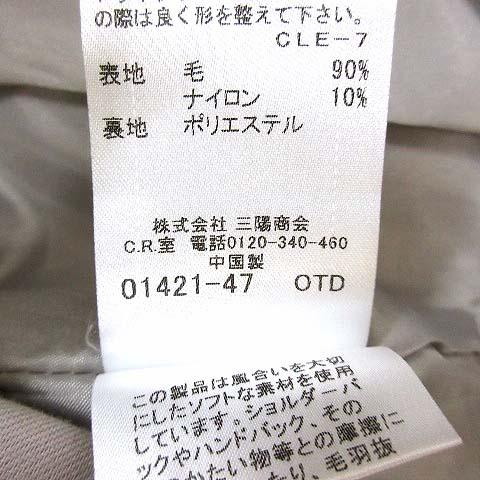 の際は良く形を整えて下さい。
CLE-7
表地 毛 90%
ナイロン 10%
裏地 ポリエステル
株式会社 三陽商会
C.R.室 電話0120-340-460
中国製
01421-47 OTD
この製品は風合いを大切
にしたソフトな素材を使用
しています。ショルダーバ
ックやハンドバック、その
かたい物等との摩擦に
たり、毛羽抜